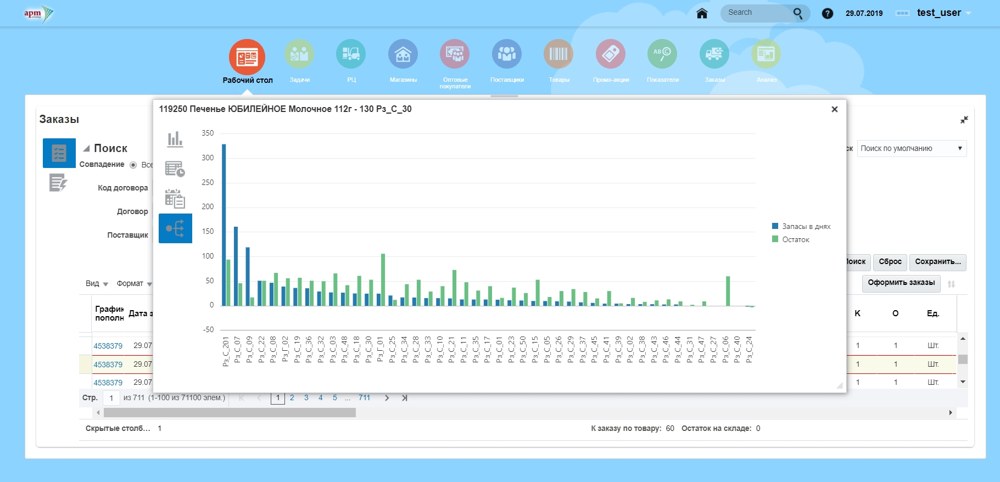 apm
technology
Search
29.07.2019
test_user
Рабочий стол
Задачи
РЦ
Магазины
Оптовые
покупатели
Поставщики
Товары
Промо-акции
ABC
Показатели
Заказы
Анализ
Заказы
119250 Печенье ЮБИЛЕЙНОЕ Молочное 112г - 130 Рз_С_30
Поиск
Совпадение Все
Код договора
Договор
Поставщик
ск Поиск по умолчанию
350
300
250
200
150
100
50
0
-50
Запасы в днях
Остаток
Рз_С_201
Рз_С_07
Рз_С_09
Рз_С_22
Рз_С_08
Рз_Г_02
Рз_С_19
Рз_С_36
Рз_С_32
Рз_С_03
Рз_С_48
Рз_С_18
Рз_С_30
Рз_Г_01
Рз_С_25
Рз_С_34
Рз_С_28
Рз_С_33
Рз_С_10
Рз_С_21
Рз_С_11
Рз_С_35
Рз_С_17
Рз_С_01
Рз_С_23
Рз_С_50
Рз_С_15
Рз_С_05
Рз_С_26
Рз_С_29
Рз_С_37
Рз_С_45
Рз_С_41
Рз_С_39
Рз_С_02
Рз_С_38
Рз_С_43
Рз_С_46
Рз_С_44
Рз_С_31
Рз_С_47
Рз_С_27
Рз_С_06
Рз_С_40
Рз_С_24
Поиск Сброс Сохранить...
Вид Формат
Оформить заказы
График
пополн
Дата з
К О Ед.
4538379 29.07 1 1 Шт.
4538379 29.07 1 1 Шт.
4538379 29.07 1 1 Шт.
Стр. 1 из 711 (1-100 из 71100 элем.) 1 2 3 4 5 ... 711
Скрытые столб... 1
К заказу по товару: 60 Остаток на складе: 0